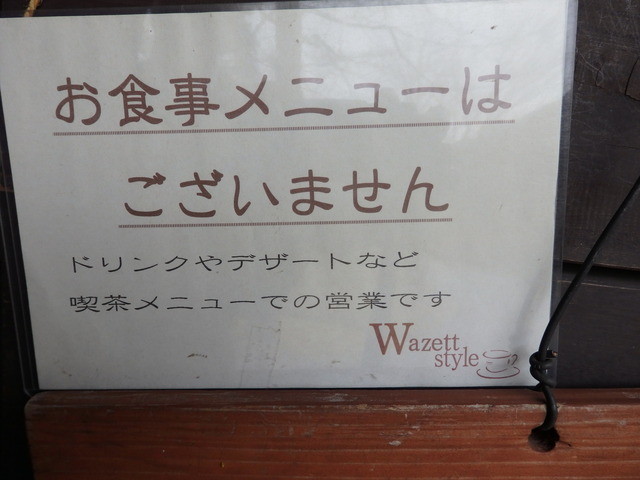 お食事メニューは
ございません
ドリンクやデザートなど
喫茶メニューでの営業です
Wazett
style